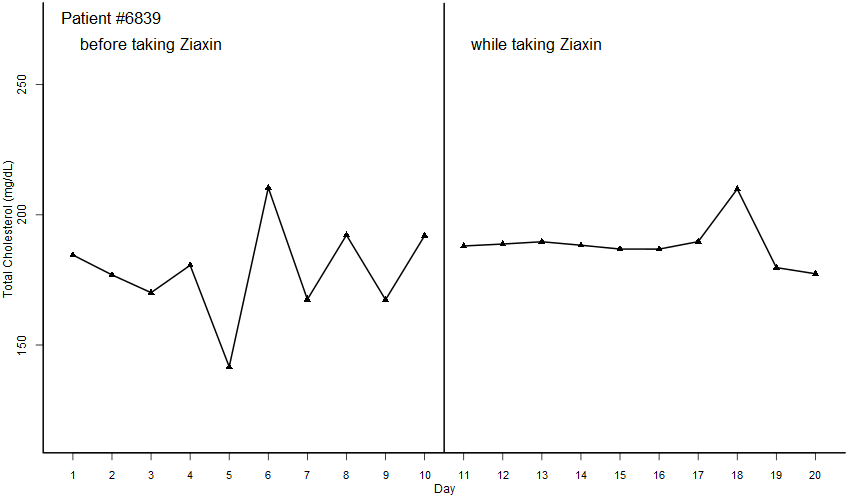 Patient #6839
before taking Ziaxin
while taking Ziaxin
Total Cholesterol (mg/dL)
250
200
150
1 2 3 4 5 6 7 8 9 10 11 12 13 14 15 16 17 18 19 20
Day